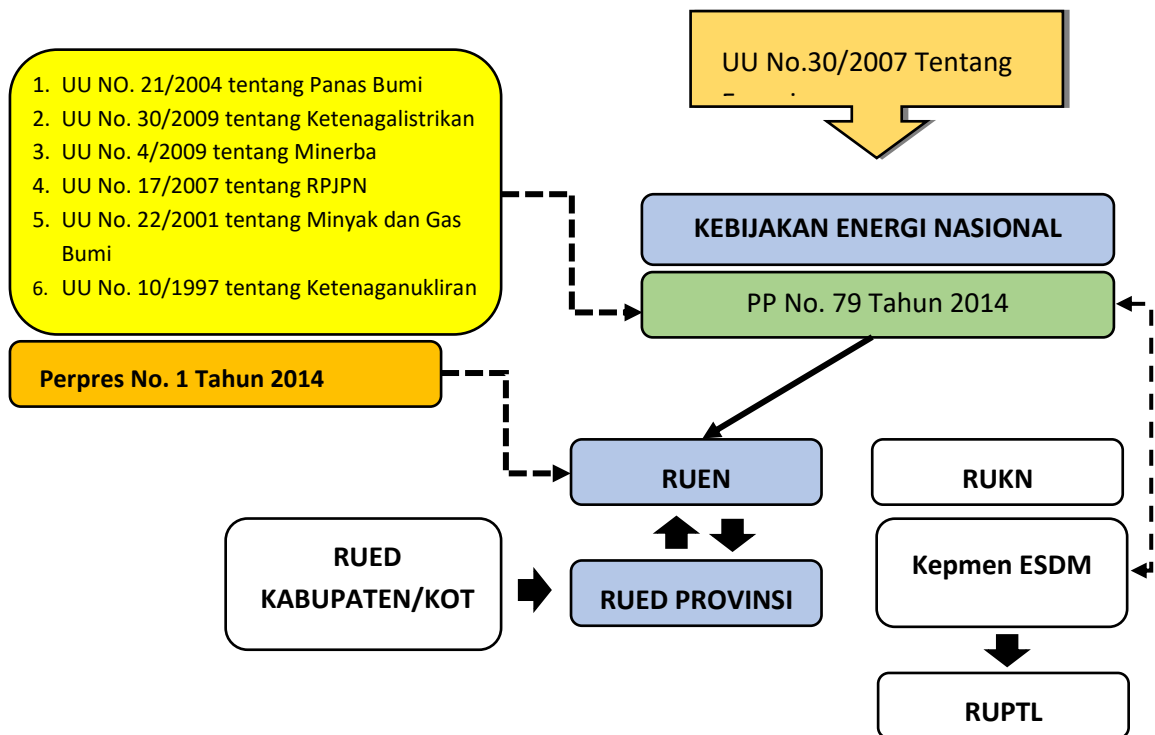 1. UU NO. 21/2004 tentang Panas Bumi
2. UU No. 30/2009 tentang Ketenagalistrikan
3. UU No. 4/2009 tentang Minerba
4. UU No. 17/2007 tentang RPJPN
5. UU No. 22/2001 tentang Minyak dan Gas
Bumi
6. UU No. 10/1997 tentang Ketenaganukliran
Perpres No. 1 Tahun 2014
UU No.30/2007 Tentang
KEBIJAKAN ENERGI NASIONAL
PP No. 79 Tahun 2014
RUEN
RUKN
RUED
KABUPATEN/KOT
RUED PROVINSI
Kepmen ESDM
RUPTL